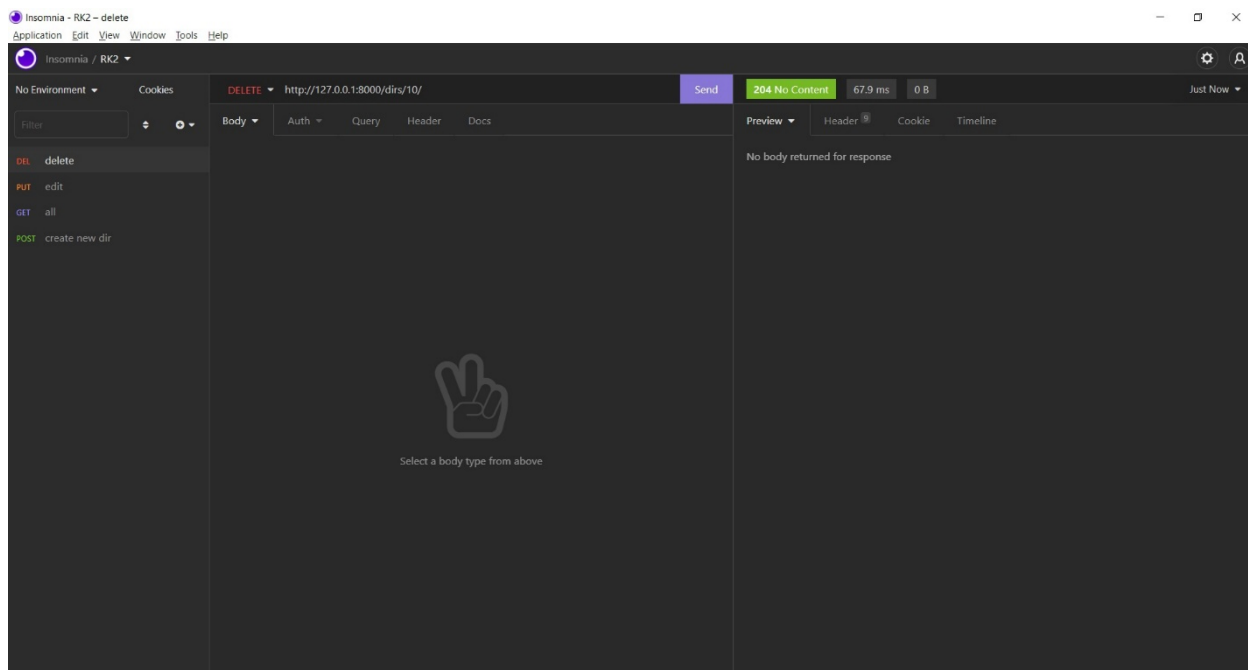 Insomnia - RK2 – delete
Application Edit View Window Tools Help
Insomnia / RK2
No Environment Cookies
DELETE http://127.0.0.1:8000/dirs/10/ Send
204 No Content 67.9 ms 0 B Just Now
Filter
Body Auth Query Header Docs
Preview Header 9 Cookie Timeline
DEL delete
No body returned for response
PUT edit
GET all
POST create new dir
Select a body type from above